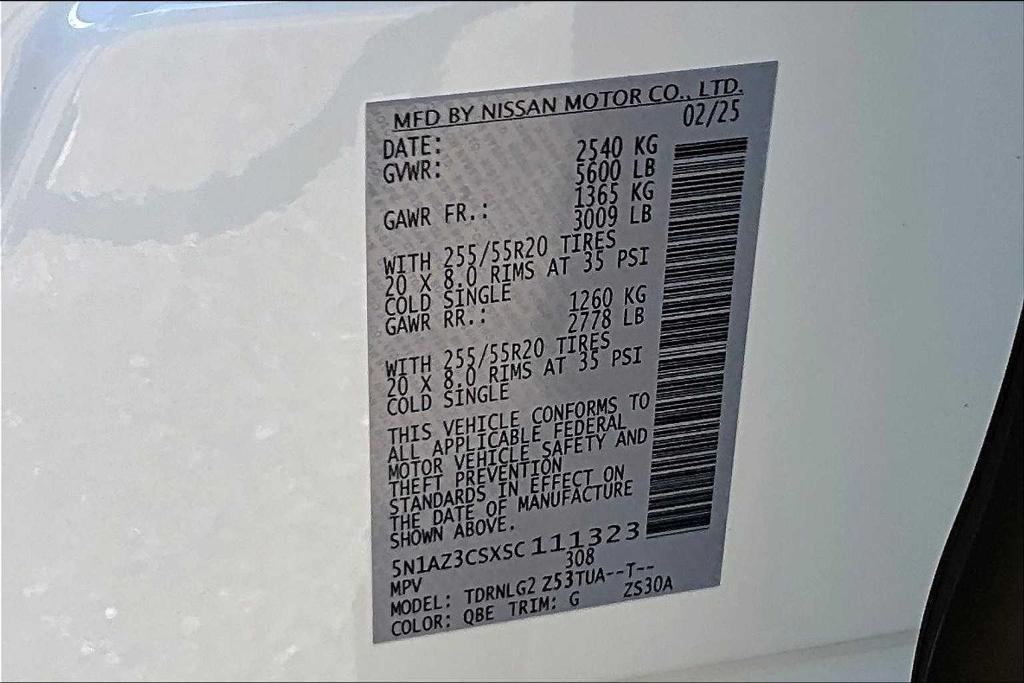 MFD BY NISSAN MOTOR CO., LTD.
DATE: 02/25
GVWR: 2540 KG
5600 LB
GAWR FR.: 1365 KG
3009 LB
WITH 255/55R20 TIRES
20 X 8.0 RIMS AT 35 PSI
COLD SINGLE
GAWR RR.: 1260 KG
2778 LB
WITH 255/55R20 TIRES
20 X 8.0 RIMS AT 35 PSI
COLD SINGLE
THIS VEHICLE CONFORMS TO
ALL APPLICABLE FEDERAL
MOTOR VEHICLE SAFETY AND
THEFT PREVENTION
STANDARDS IN EFFECT ON
THE DATE OF MANUFACTURE
SHOWN ABOVE.
5N1AZ3CSXSC111323
MPV 308
MODEL: TDRNLG2 Z53TUA--T--
COLOR: QBE TRIM: G ZS30A